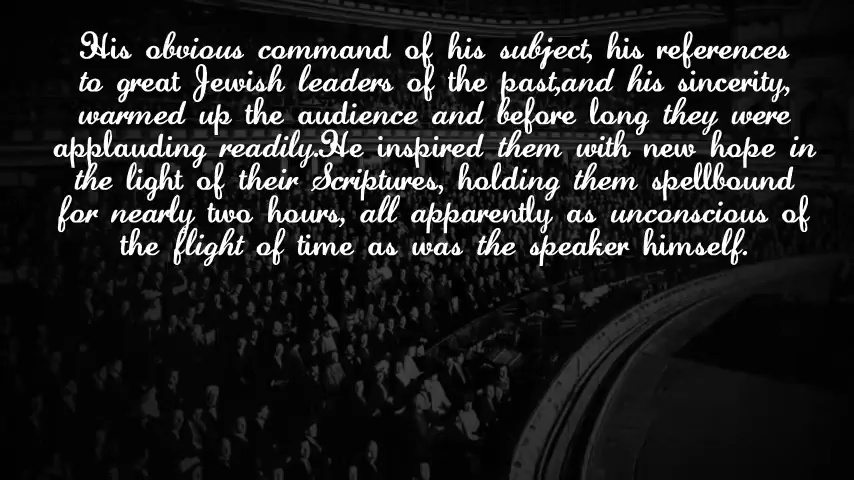 His obvious command of his subject, his references
to great Jewish leaders of the past,and his sincerity,
warmed up the audience and before long they were
applauding readily.He inspired them with new hope in
the light of their Scriptures, holding them spellbound
for nearly two hours, all apparently as unconscious of
the flight of time as was the speaker himself.